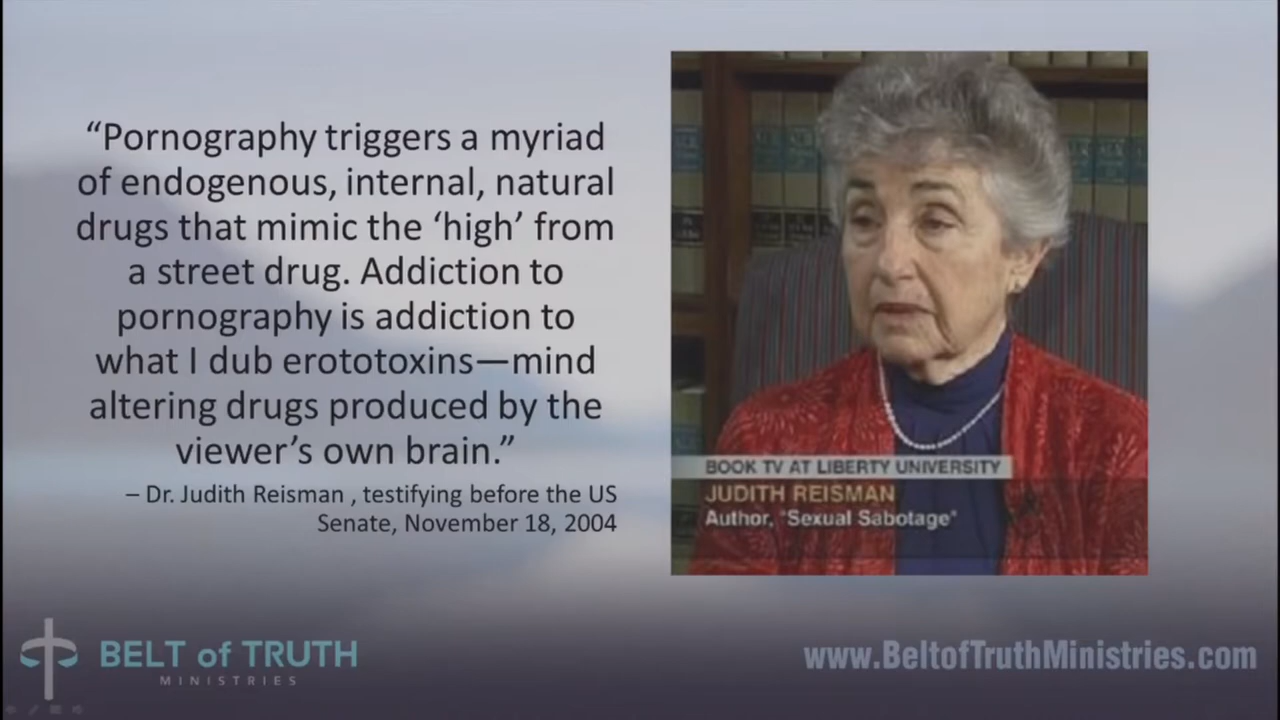 “Pornography triggers a myriad
of endogenous, internal, natural
drugs that mimic the ‘high’ from
a street drug. Addiction to
pornography is addiction to
what I dub erototoxins—mind
altering drugs produced by the
viewer’s own brain.”
– Dr. Judith Reisman , testifying before the US
Senate, November 18, 2004
BOOK TV AT LIBERTY UNIVERSITY
JUDITH REISMAN
Author, "Sexual Sabotage"
BELT of TRUTH
MINISTRIES
www.BeltofTruthMinistries.com